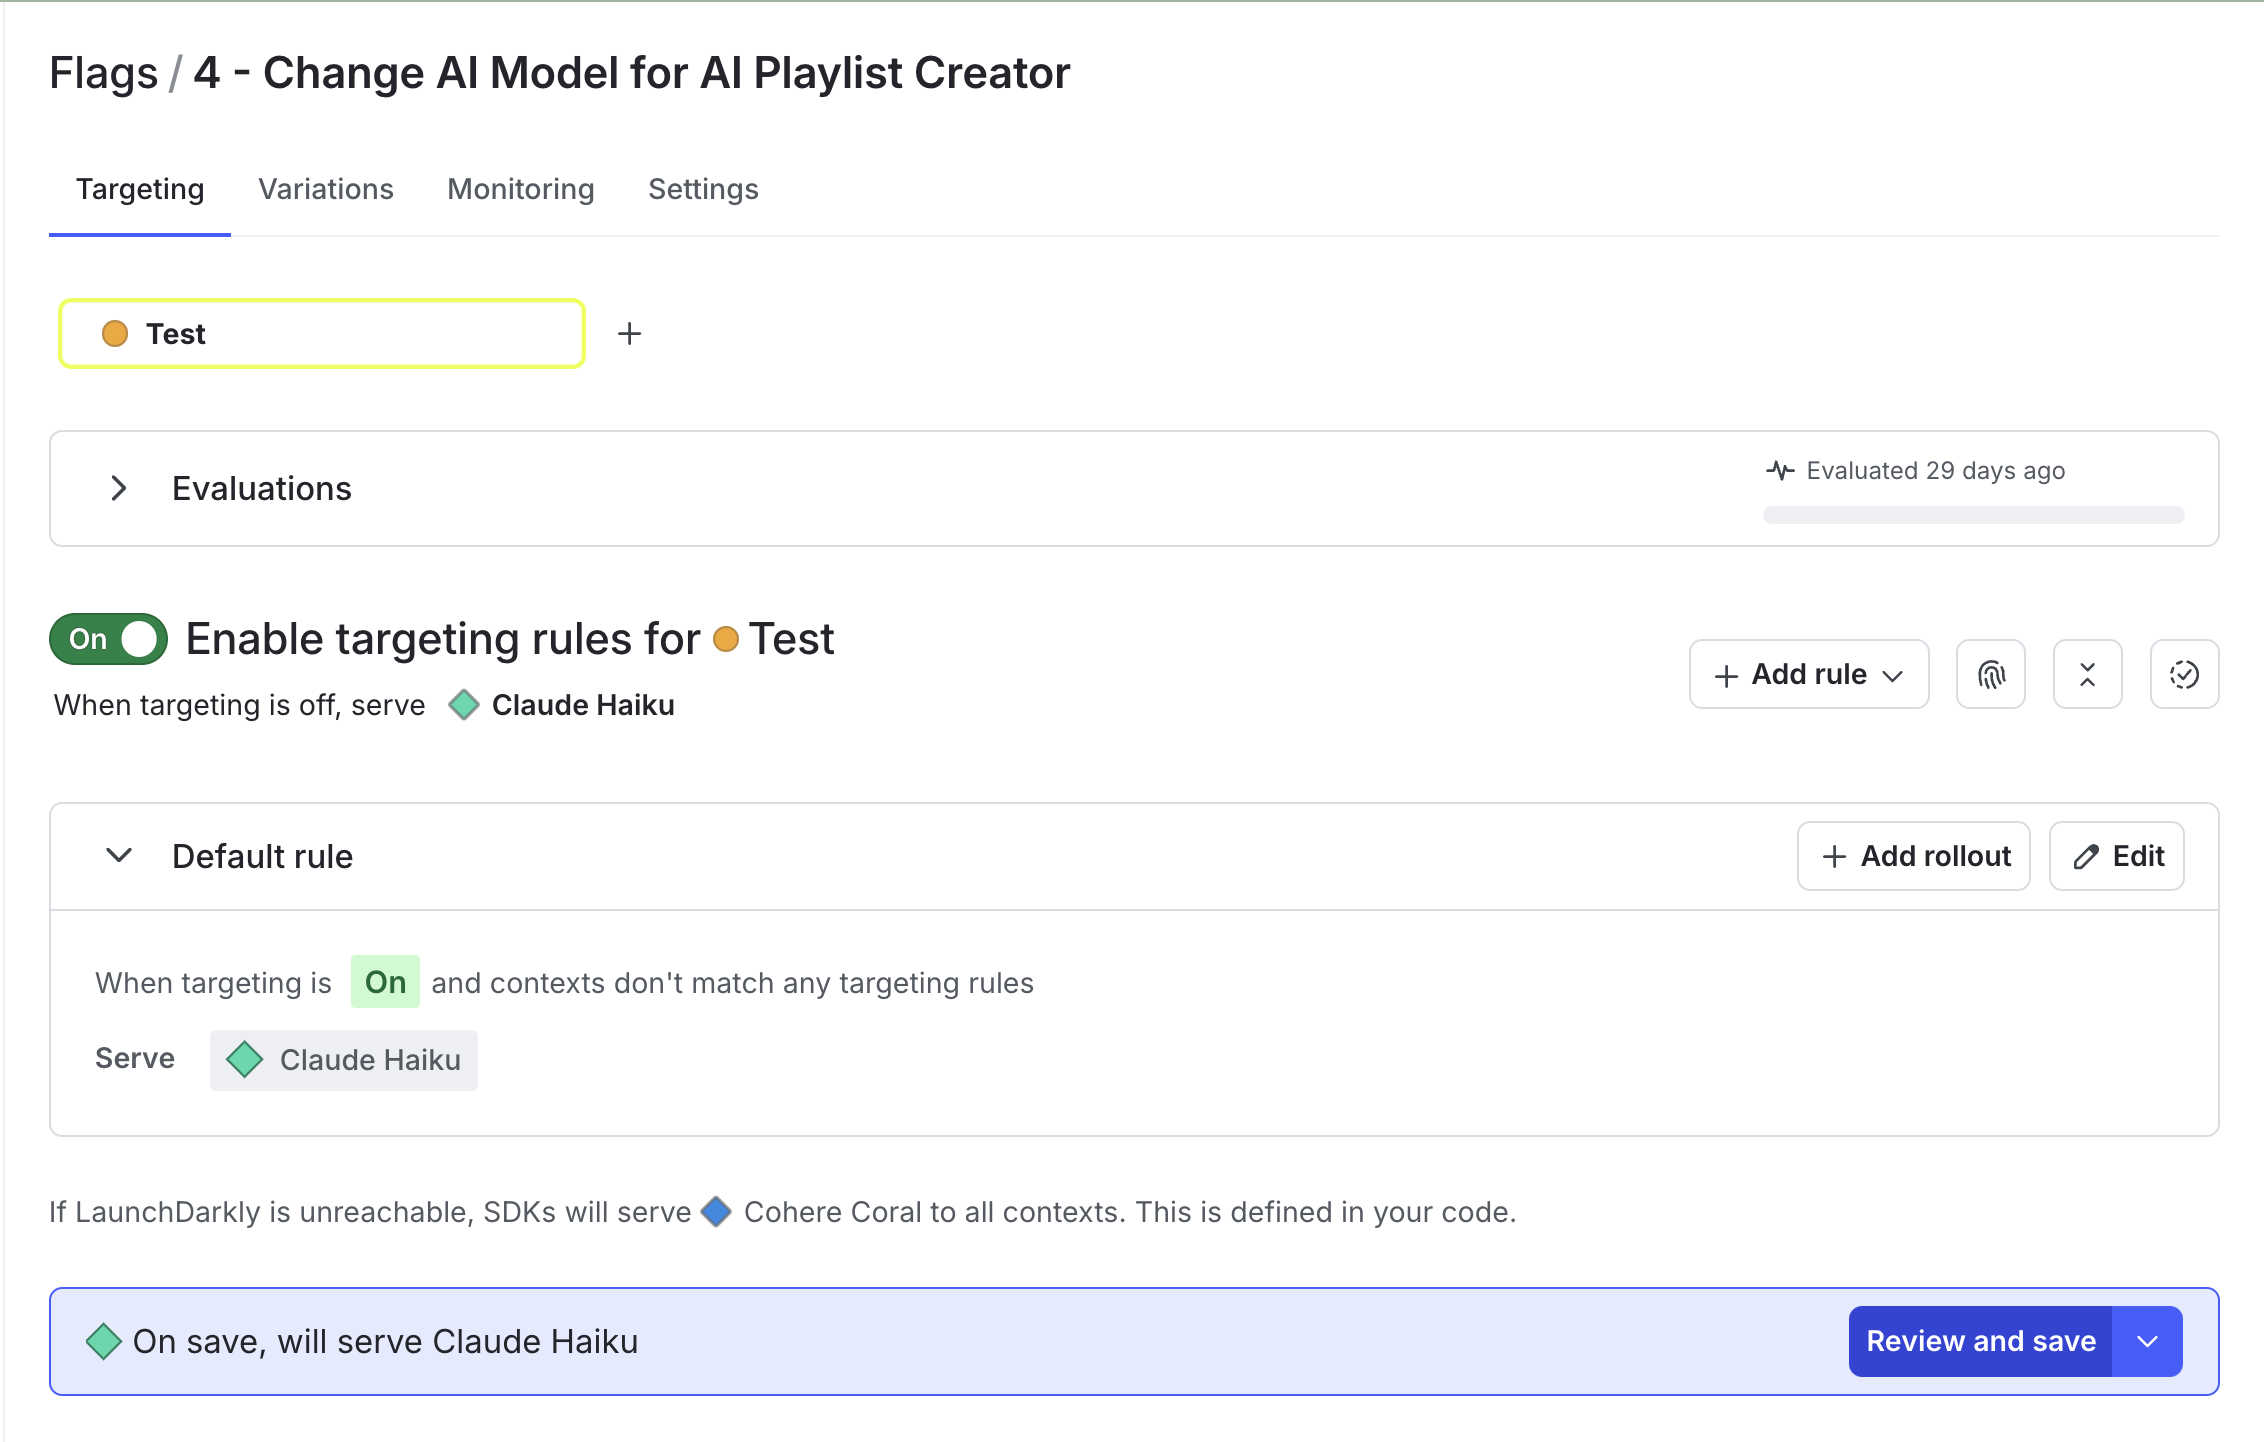 Flags / 4 - Change AI Model for AI Playlist Creator
Targeting Variations Monitoring Settings
Test
Evaluations
Evaluated 29 days ago
On Enable targeting rules for Test
When targeting is off, serve Claude Haiku
Add rule
Default rule
Add rollout Edit
When targeting is On and contexts don't match any targeting rules
Serve Claude Haiku
If LaunchDarkly is unreachable, SDKs will serve Cohere Coral to all contexts. This is defined in your code.
On save, will serve Claude Haiku
Review and save